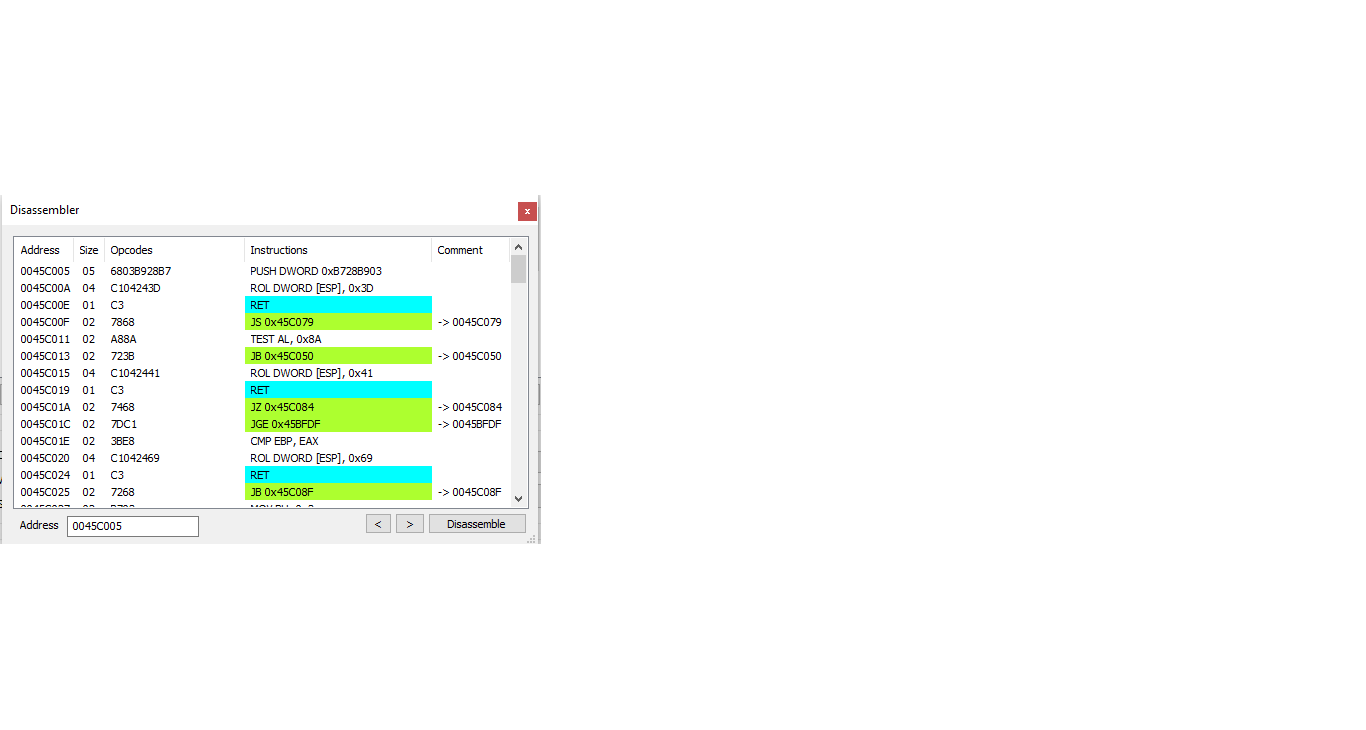 Disassembler
x
Address Size Opcodes Instructions Comment
0045C005 05 6803B928B7 PUSH DWORD 0xB728B903
0045C00A 04 C104243D ROL DWORD [ESP], 0x3D
0045C00E 01 C3 RET
0045C00F 02 7868 JS 0x45C079 -> 0045C079
0045C011 02 A88A TEST AL, 0x8A
0045C013 02 723B JB 0x45C050 -> 0045C050
0045C015 04 C1042441 ROL DWORD [ESP], 0x41
0045C019 01 C3 RET
0045C01A 02 7468 JZ 0x45C084 -> 0045C084
0045C01C 02 7DC1 JGE 0x45BFDF -> 0045BFDF
0045C01E 02 3BE8 CMP EBP, EAX
0045C020 04 C1042469 ROL DWORD [ESP], 0x69
0045C024 01 C3 RET
0045C025 02 7268 JB 0x45C08F -> 0045C08F
Address 0045C005 < > Disassemble